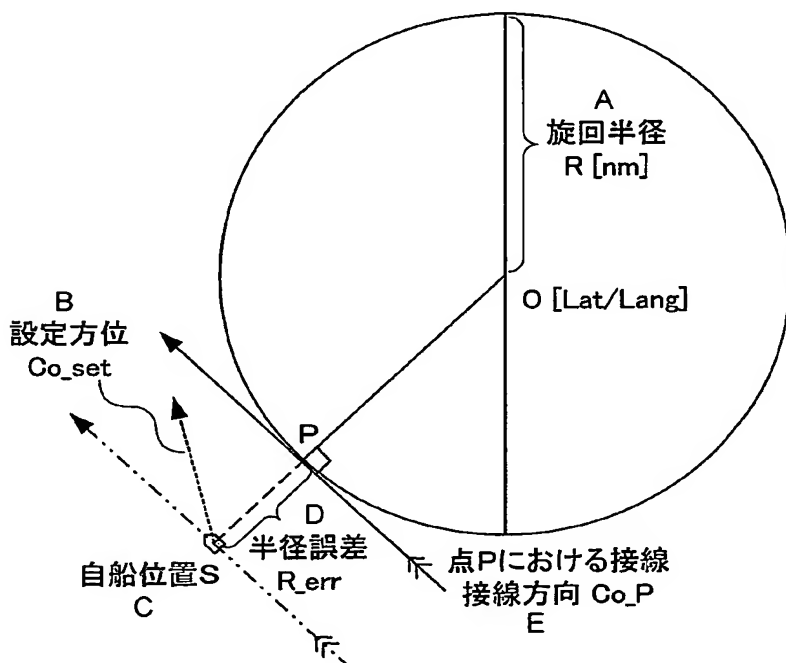 A
旋回半径
R [nm]
O [Lat/Lang]
B
設定方位
Co_set
P
D
半径誤差
R_err
自船位置S
C
点Pにおける接線
接線方向 Co_P
E